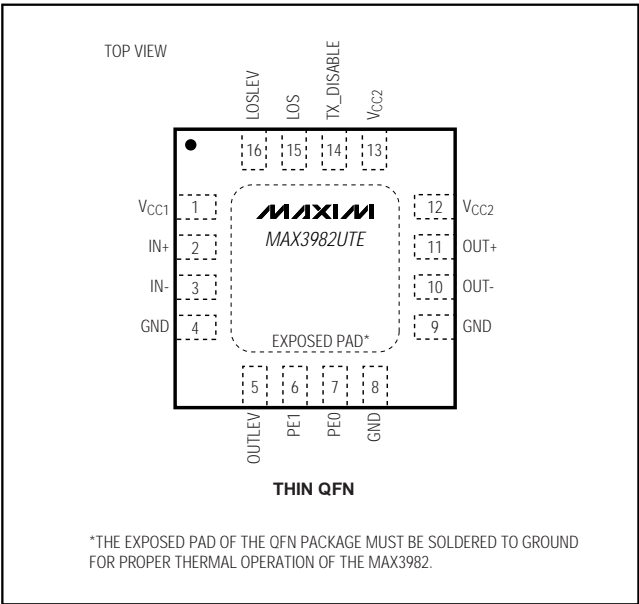 TOP VIEW
LOSLEV
LOS
TX_DISABLE
VCC2
16
15
14
13
VCC1
1
IN+
2
IN-
3
GND
4
MAXIM
MAX3982UTE
EXPOSED PAD*
12
VCC2
11
OUT+
10
OUT-
9
GND
5
6
7
8
OUTLEV
PE1
PE0
GND
THIN QFN
*THE EXPOSED PAD OF THE QFN PACKAGE MUST BE SOLDERED TO GROUND
FOR PROPER THERMAL OPERATION OF THE MAX3982.